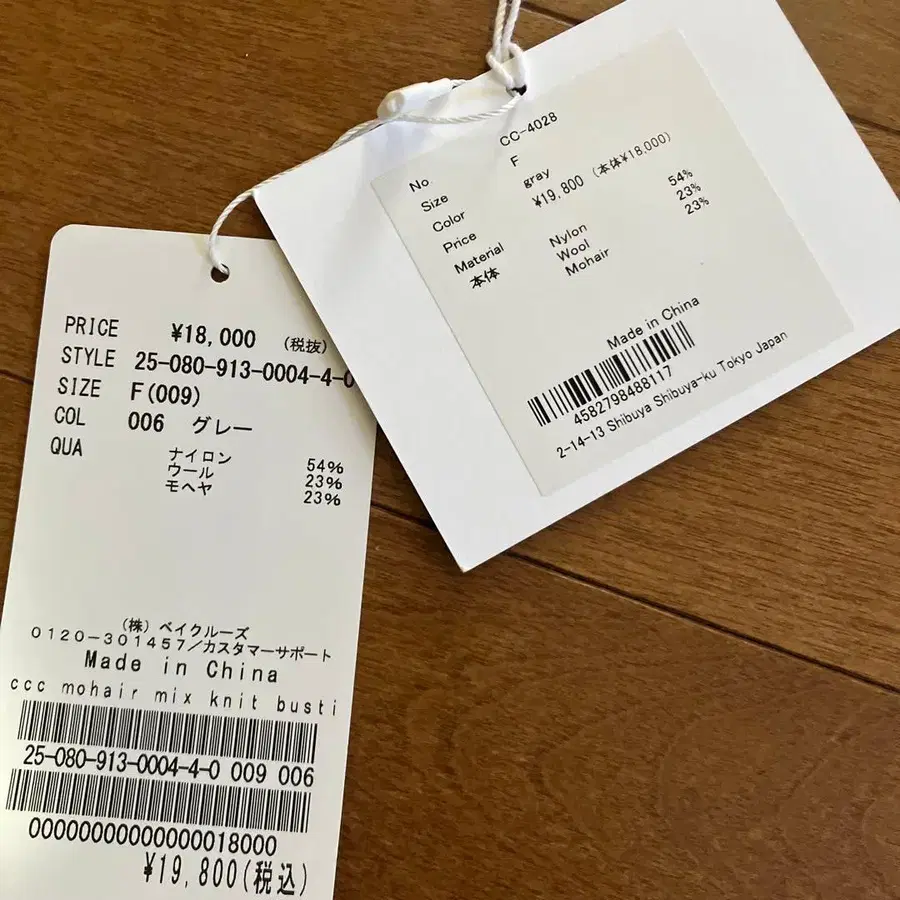 PRICE ¥18,000 (税抜)
STYLE 25-080-913-0004-4-0
SIZE F(009)
COL 006 グレー
QUA ナイロン 54%
ウール 23%
モヘヤ 23%
(株) ベイクルーズ
0120-301457/カスタマーサポート
Made in China
ccc mohair mix knit busti
25-080-913-0004-4-0 009 006
00000000000000018000
¥19,800(税込)
No. CC-4028
Size F
Color gray
Price ¥19,800 (本体¥18,000)
Material
本体 Nylon 54%
Wool 23%
Mohair 23%
Made in China
4582798488117
2-14-13 Shibuya Shibuya-ku Tokyo Japan